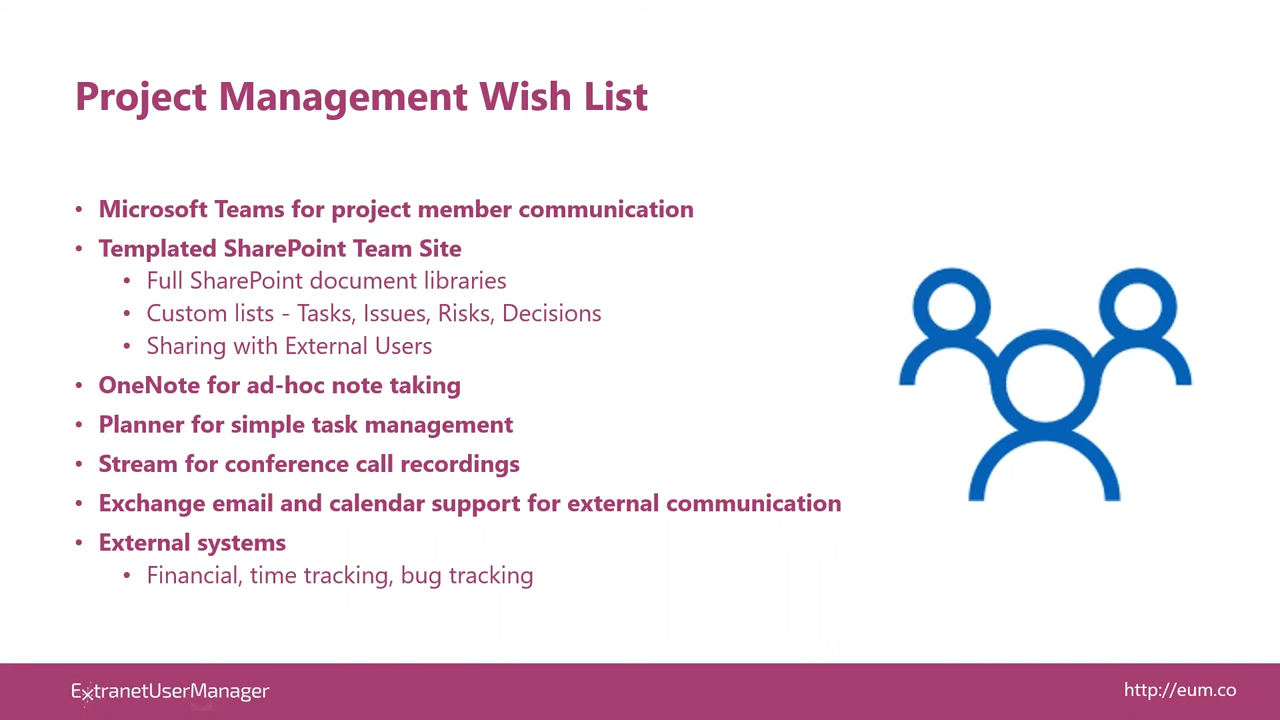 Project Management Wish List
• Microsoft Teams for project member communication
• Templated SharePoint Team Site
• Full SharePoint document libraries
• Custom lists - Tasks, Issues, Risks, Decisions
• Sharing with External Users
• OneNote for ad-hoc note taking
• Planner for simple task management
• Stream for conference call recordings
• Exchange email and calendar support for external communication
• External systems
• Financial, time tracking, bug tracking
ExtranetUserManager
http://eum.co